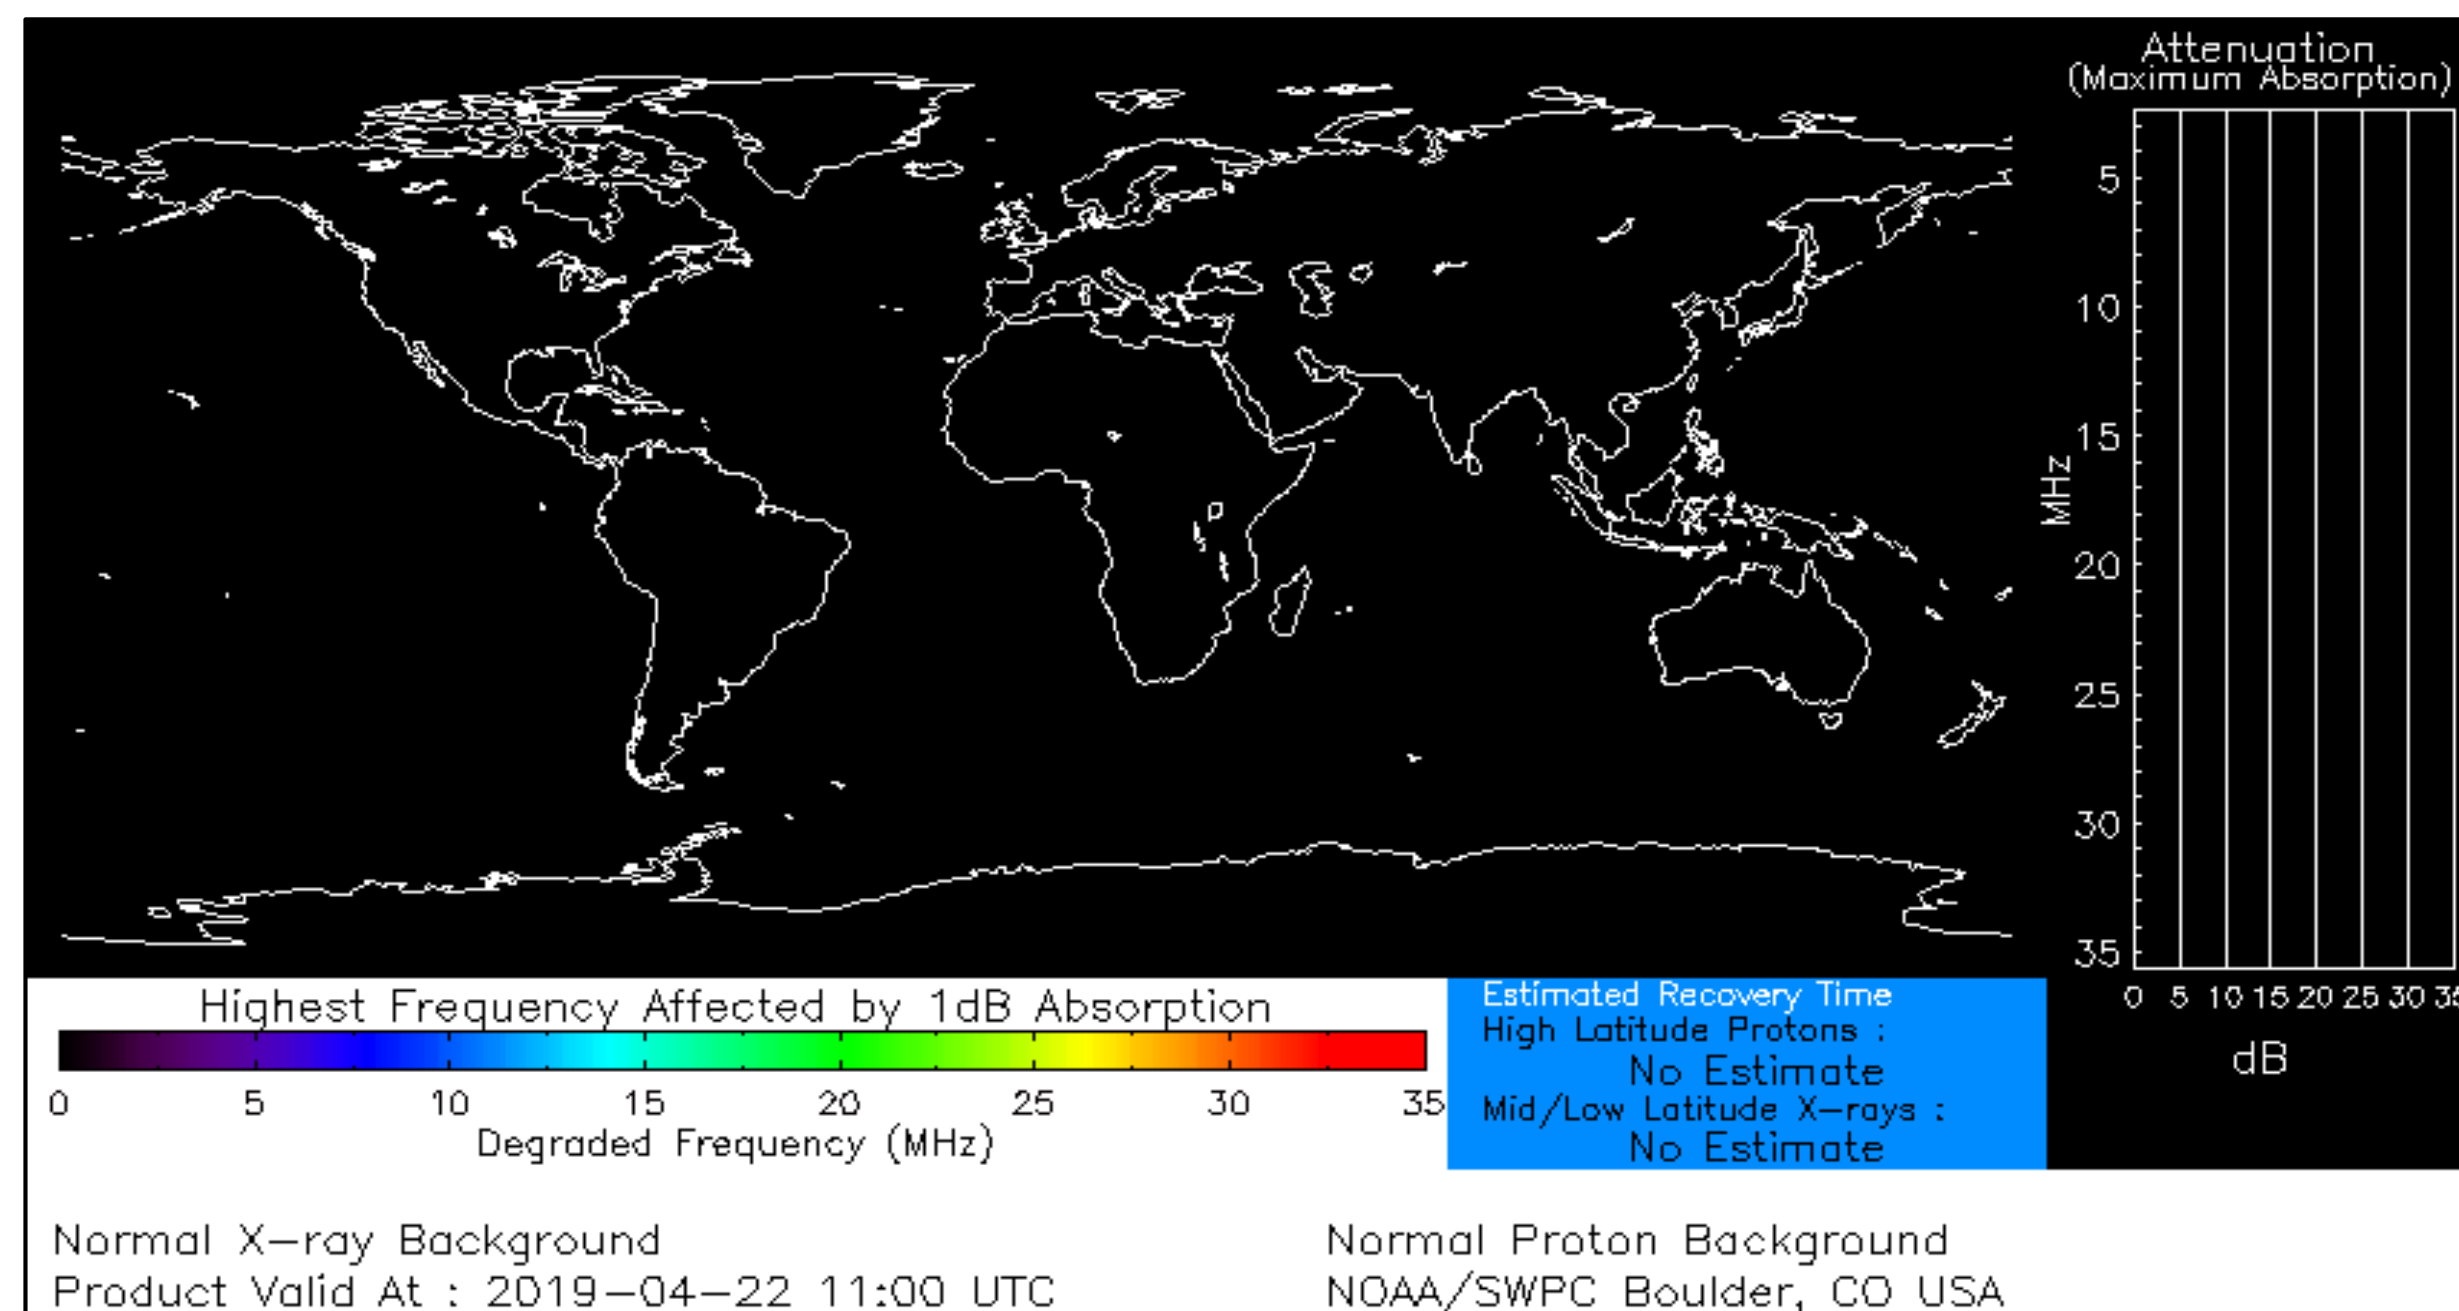 Attenuation
(Maximum Absorption)
5
10
15
20
25
30
35
MHz
0 5 10 15 20 25 30
dB
Highest Frequency Affected by 1dB Absorption
0 5 10 15 20 25 30 35
Degraded Frequency (MHz)
Estimated Recovery Time
High Latitude Protons :
No Estimate
Mid/Low Latitude X-rays :
No Estimate
Normal X-ray Background
Normal Proton Background
Product Valid At : 2019-04-22 11:00 UTC
NOAA/SWPC Boulder, CO USA